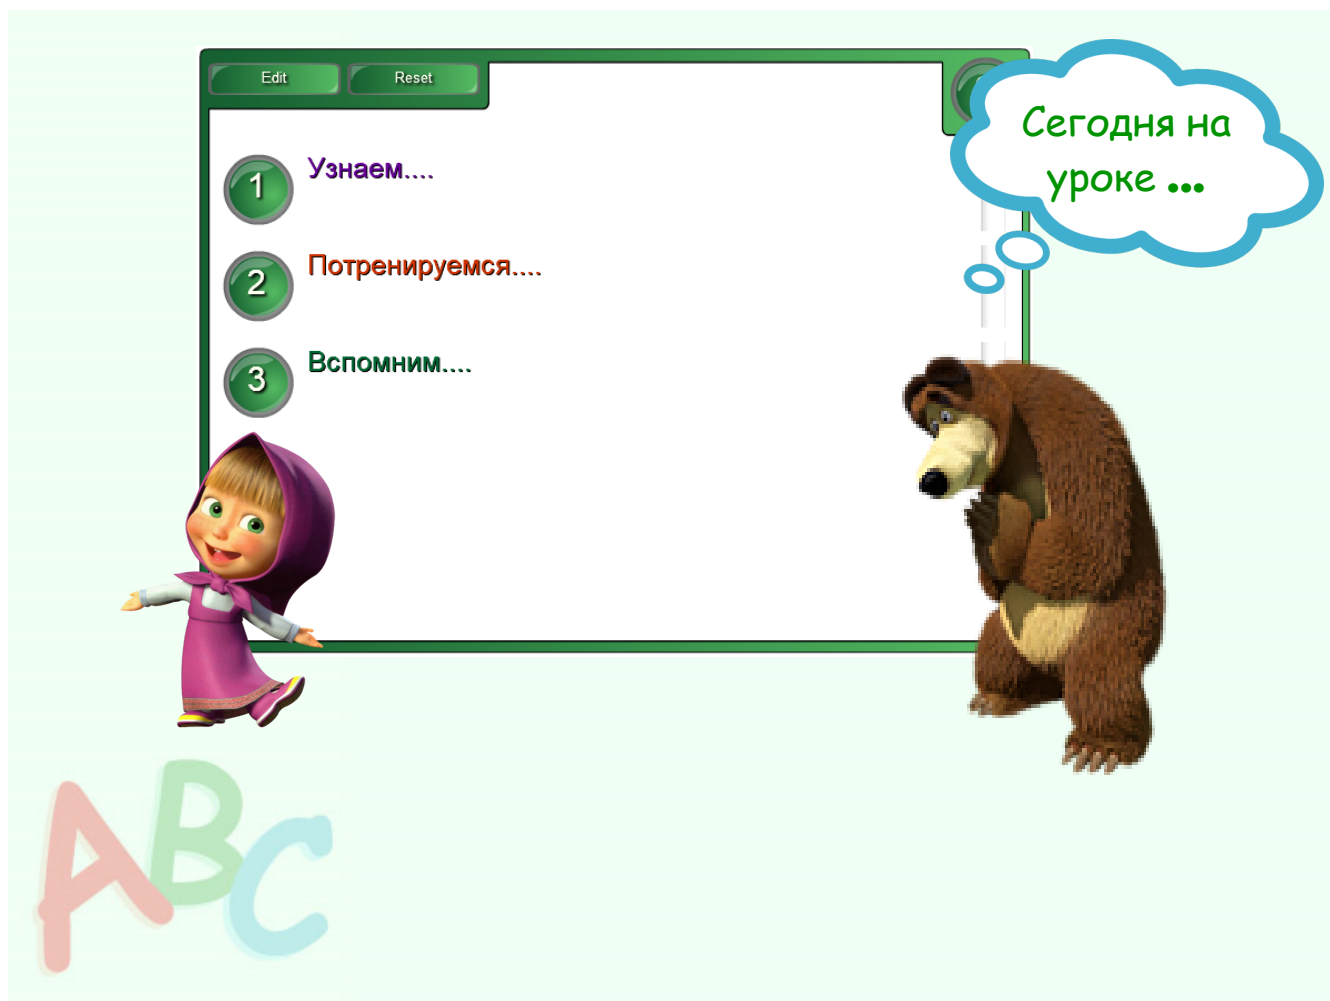 Edit
Reset
Сегодня на
уроке ...
1
Узнаем....
2
Потренируемся....
3
Вспомним....
ABC